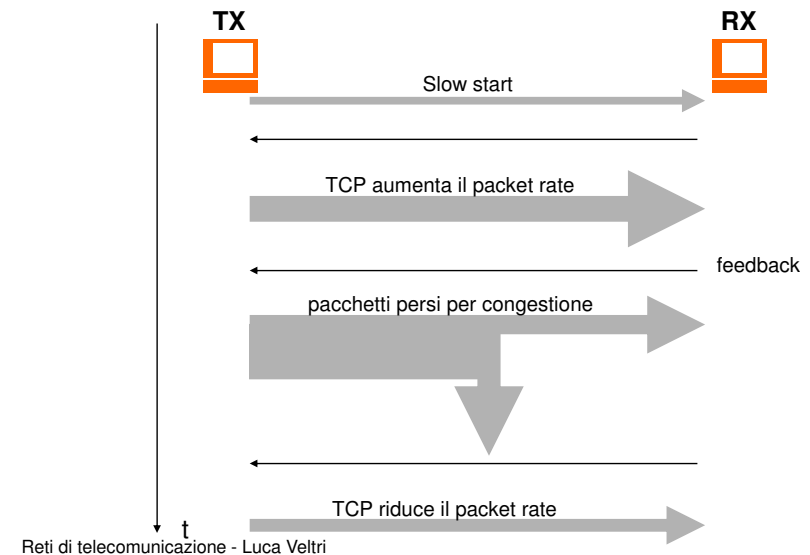 TX
RX
Slow start
TCP aumenta il packet rate
feedback
pacchetti persi per congestione
TCP riduce il packet rate
t
Reti di telecomunicazione - Luca Veltri